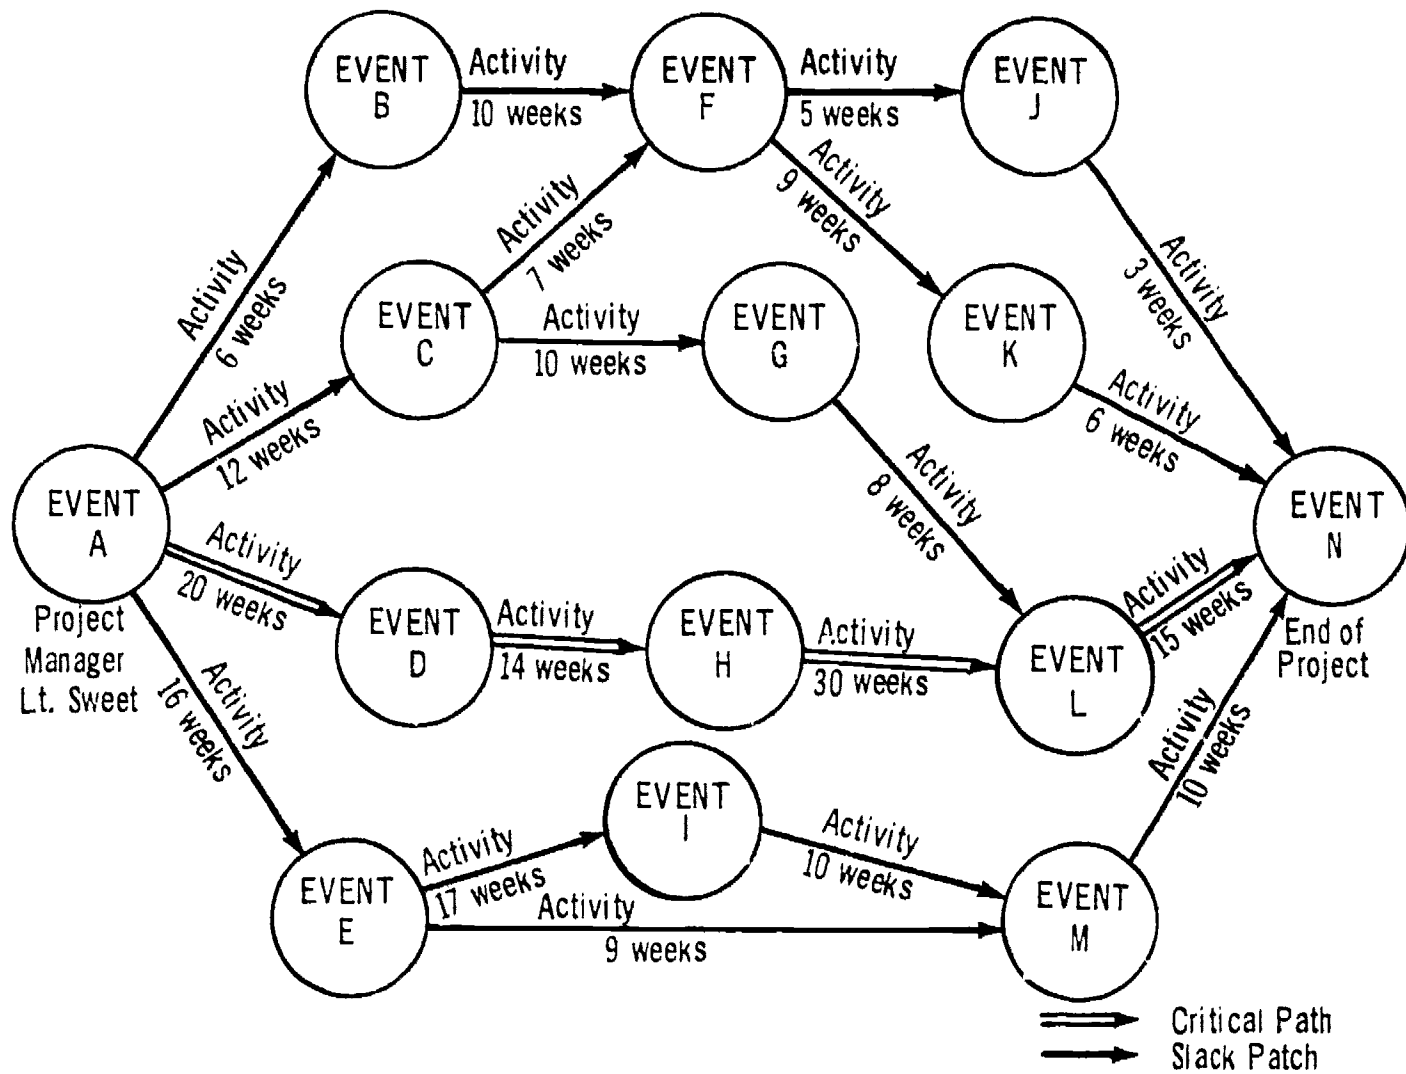 EVENT
B
Activity
10 weeks
EVENT
F
Activity
5 weeks
EVENT
J
Activity
6 weeks
Activity
7 weeks
Activity
9 weeks
Activity
3 weeks
EVENT
C
Activity
10 weeks
EVENT
G
EVENT
K
Activity
12 weeks
Activity
8 weeks
Activity
6 weeks
EVENT
A
Project
Manager
Lt. Sweet
Activity
20 weeks
EVENT
D
Activity
14 weeks
EVENT
H
Activity
30 weeks
EVENT
L
Activity
15 weeks
EVENT
N
End of
Project
Activity
16 weeks
EVENT
E
Activity
17 weeks
EVENT
I
Activity
10 weeks
Activity
9 weeks
EVENT
M
Activity
10 weeks
Critical Path
Slack Patch